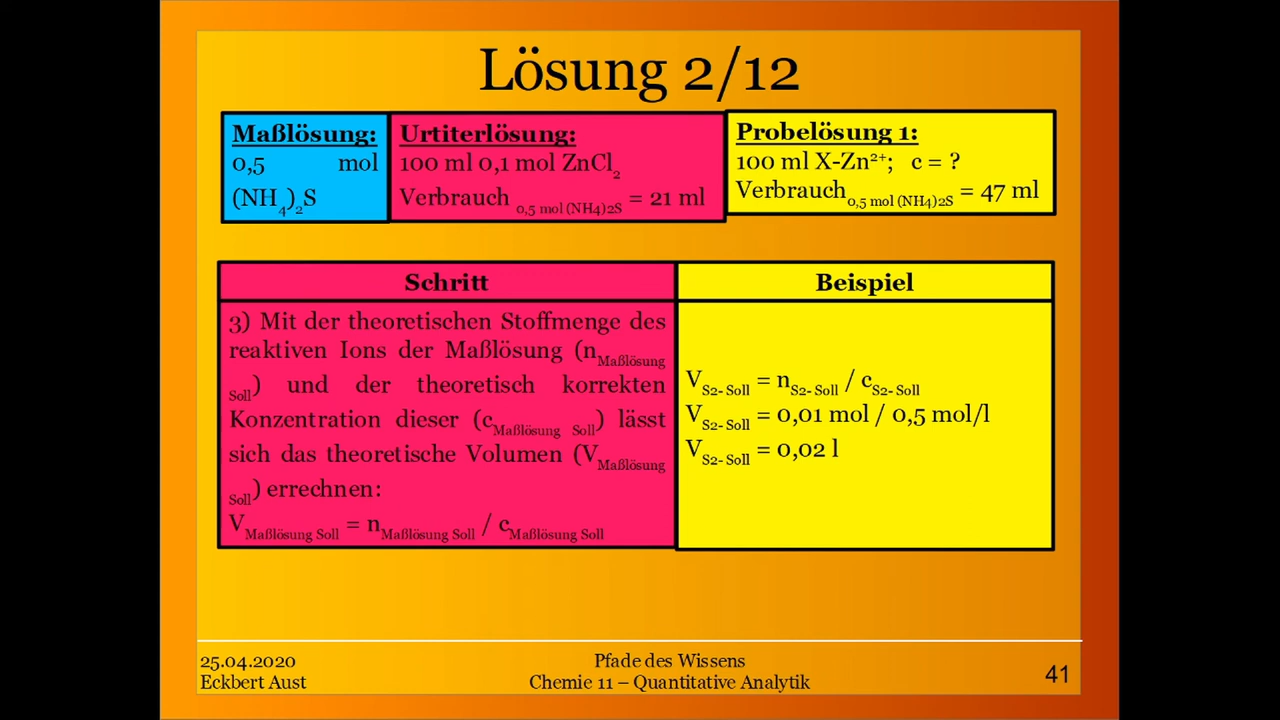 Lösung 2/12
Maßlösung:
0,5 mol
(NH₄)₂S
Urtiterlösung:
100 ml 0,1 mol ZnCl₂
Verbrauch 0,5 mol (NH4)2S = 21 ml
Probelösung 1:
100 ml X-Zn²⁺; c = ?
Verbrauch0,5 mol (NH4)2S = 47 ml
Schritt
3) Mit der theoretischen Stoffmenge des
reaktiven Ions der Maßlösung (nMaßlösung
Soll) und der theoretisch korrekten
Konzentration dieser (cMaßlösung Soll) lässt
sich das theoretische Volumen (VMaßlösung
Soll) errechnen:
VMaßlösung Soll = nMaßlösung Soll / cMaßlösung Soll
Beispiel
VS2- Soll = nS2- Soll / cS2- Soll
VS2- Soll = 0,01 mol / 0,5 mol/l
VS2- Soll = 0,02 l
25.04.2020
Eckbert Aust
Pfade des Wissens
Chemie 11 – Quantitative Analytik
41